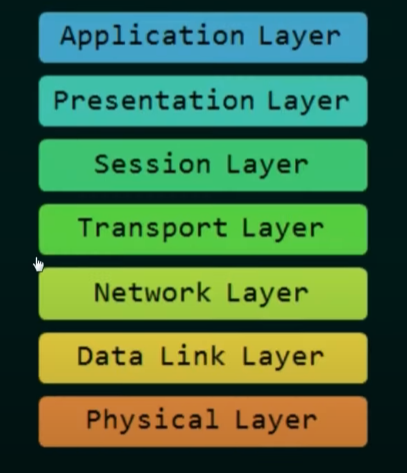 Application Layer
Presentation Layer
Session Layer
Transport Layer
Network Layer
Data Link Layer
Physical Layer